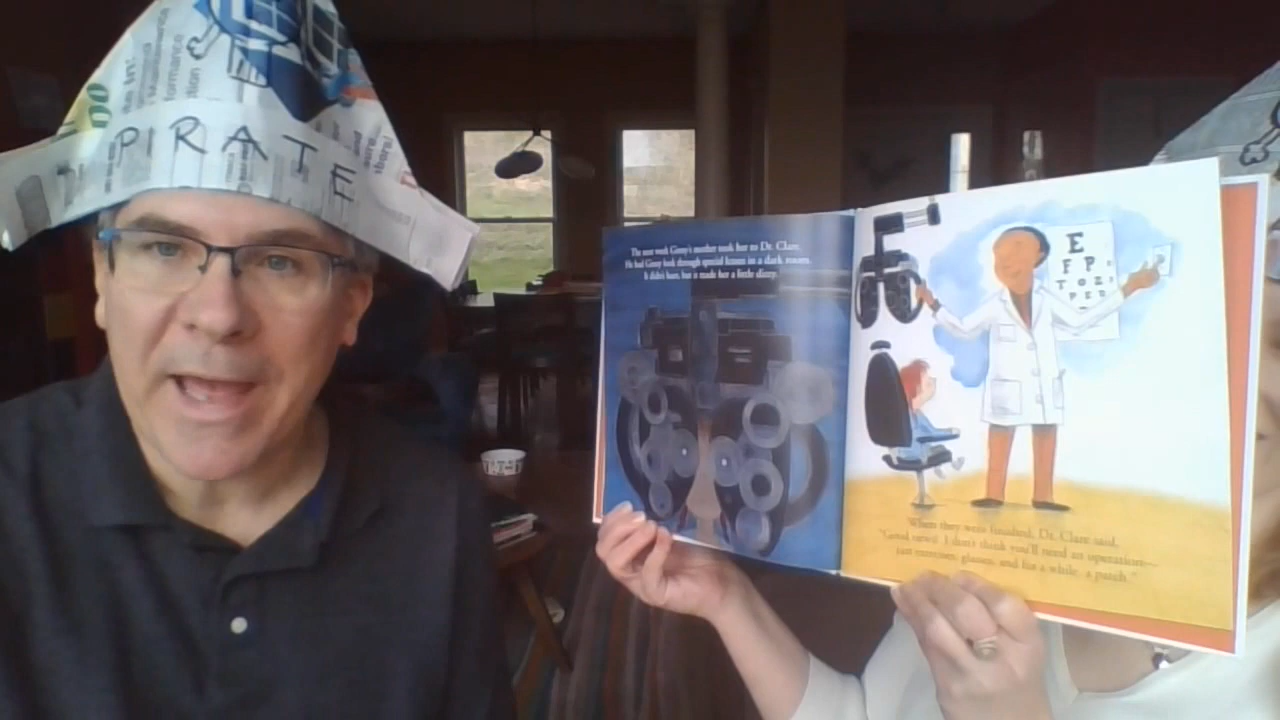 PIRATE
The next week Ginny's mother took her to Dr. Clare.
He had Ginny look through special lenses in a dark room.
It didn't hurt, but it made her a little dizzy.
E
F P
T O Z
P E D
When they were finished, Dr. Clare said,
"Good news! I don't think you'll need an operation—
just exercises, glasses, and for a while, a patch."